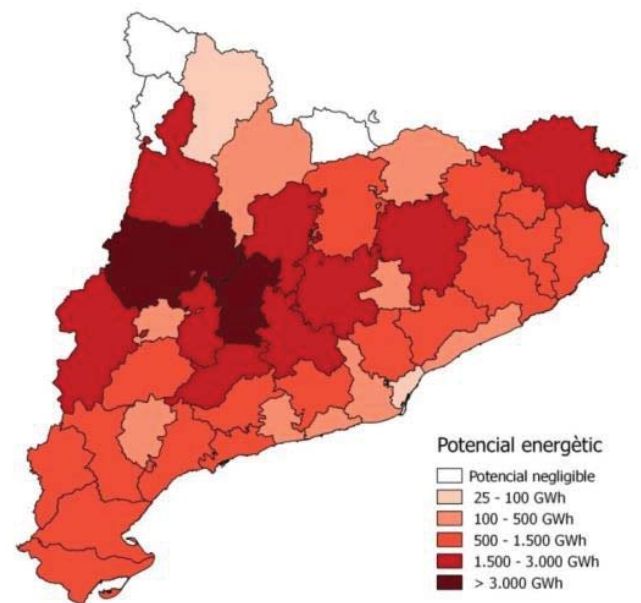 Potencial energètic
Potencial negligible
25 - 100 GWh
100 - 500 GWh
500 - 1.500 GWh
1.500 - 3.000 GWh
> 3.000 GWh